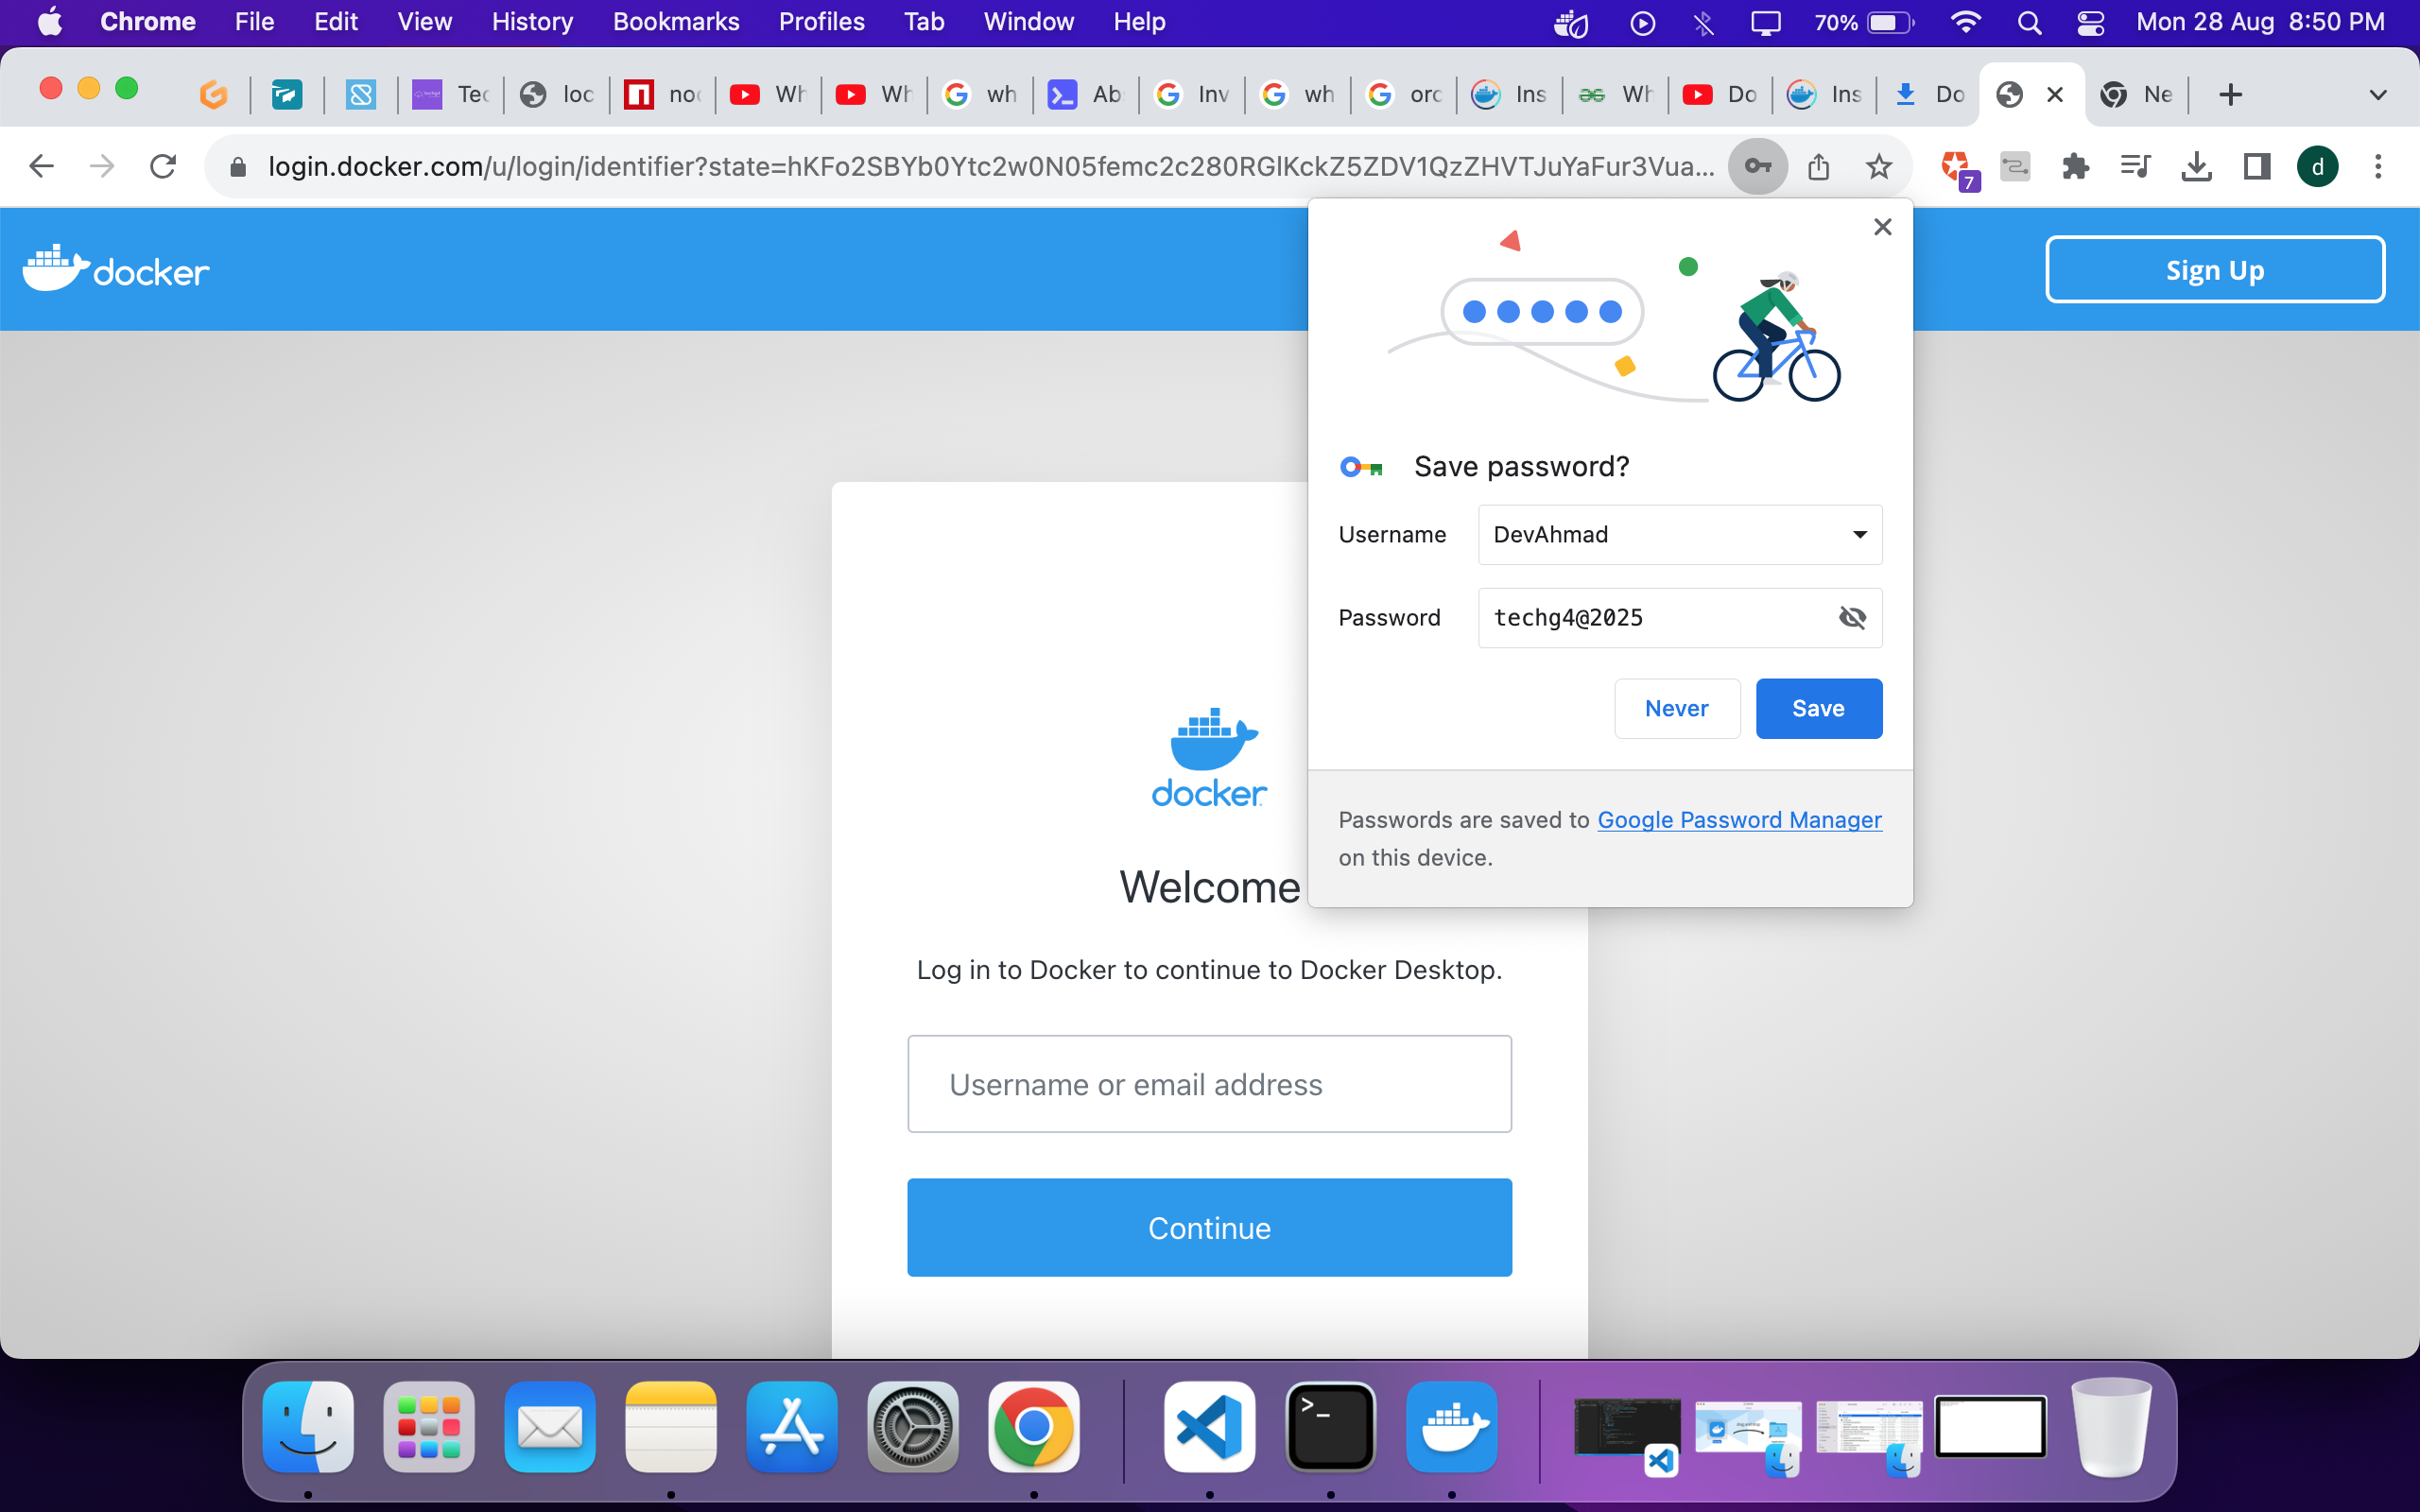 Chrome File Edit View History Bookmarks Profiles Tab Window Help 70% Mon 28 Aug 8:50 PM
Tec loc noc Wh Wh wh Ab Inv wh orc Ins Wh Do Ins Do Ne
login.docker.com/u/login/identifier?state=hKFo2SBYb0Ytc2w0N05femc2c280RGlKckZ5ZDV1QzZHVTJuYaFur3Vua... 7 d
docker
Sign Up
Save password?
Username DevAhmad
Password techg4@2025
Never Save
Passwords are saved to Google Password Manager
on this device.
docker
Welcome
Log in to Docker to continue to Docker Desktop.
Username or email address
Continue